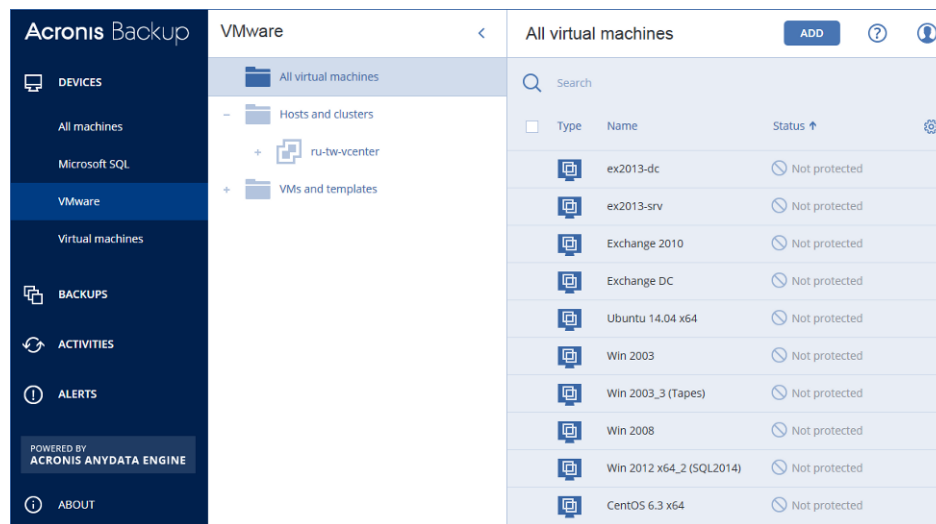 Acronis Backup
DEVICES
All machines
Microsoft SQL
VMware
Virtual machines
BACKUPS
ACTIVITIES
ALERTS
POWERED BY
ACRONIS ANYDATA ENGINE
ABOUT
VMware
All virtual machines
Hosts and clusters
ru-tw-vcenter
VMs and templates
All virtual machines
ADD
Search
Type Name Status
ex2013-dc Not protected
ex2013-srv Not protected
Exchange 2010 Not protected
Exchange DC Not protected
Ubuntu 14.04 x64 Not protected
Win 2003 Not protected
Win 2003_3 (Tapes) Not protected
Win 2008 Not protected
Win 2012 x64_2 (SQL2014) Not protected
CentOS 6.3 x64 Not protected